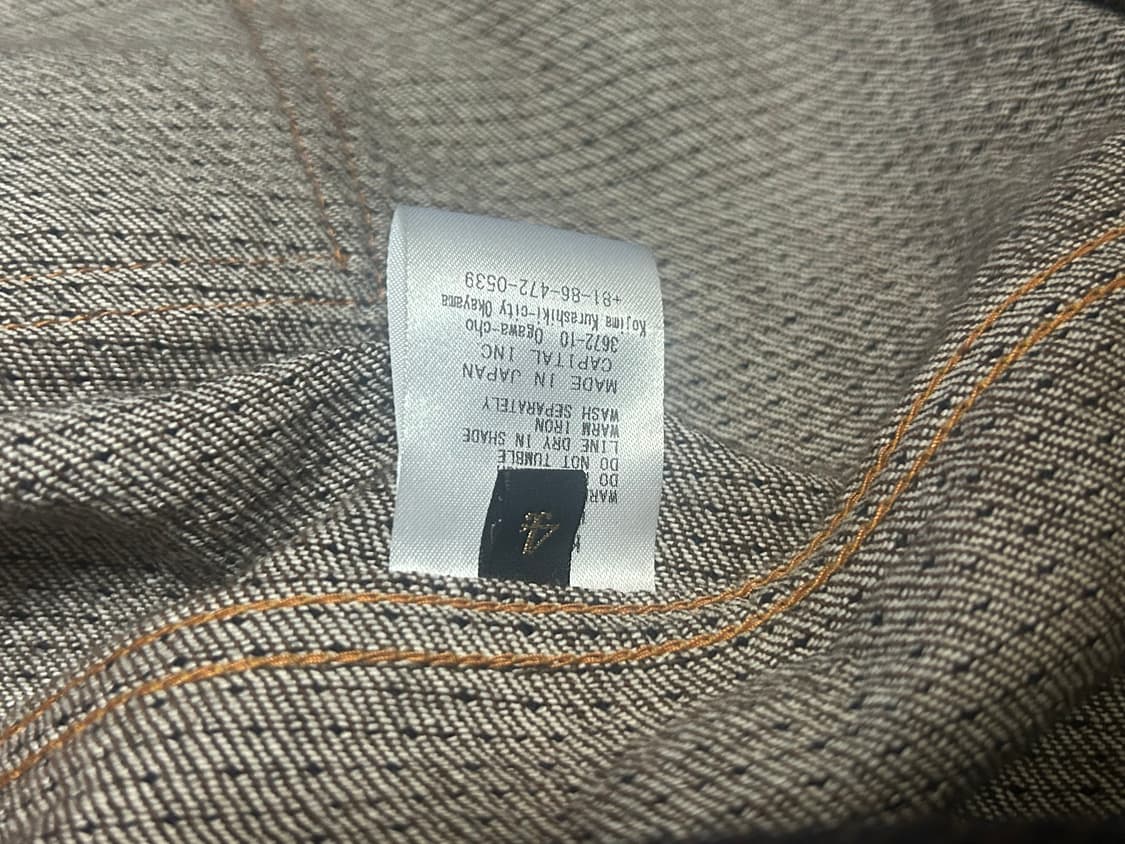 4
WARM
DO
DO NOT TUMBLE
LINE DRY IN SHADE
WARM IRON
WASH SEPARATELY
MADE IN JAPAN
CAPITAL INC
3672-10 Ogawa-cho
Kojima Kurashiki-city Okayama
+81-86-472-0539